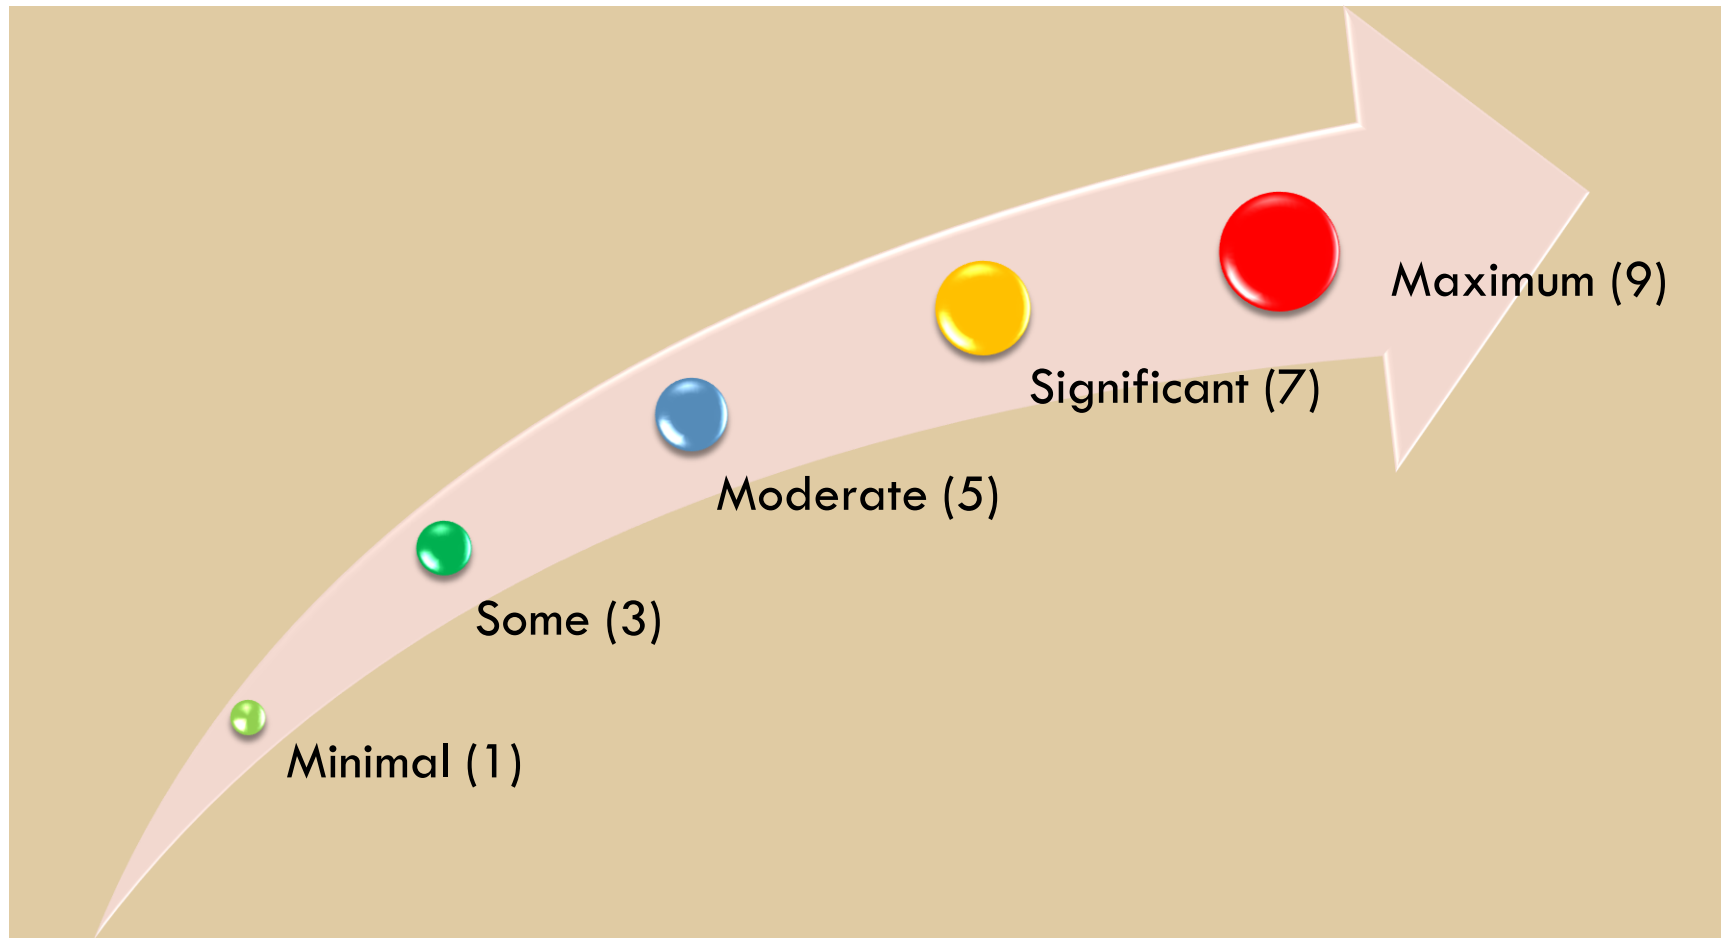 Maximum (9)
Significant (7)
Moderate (5)
Some (3)
Minimal (1)